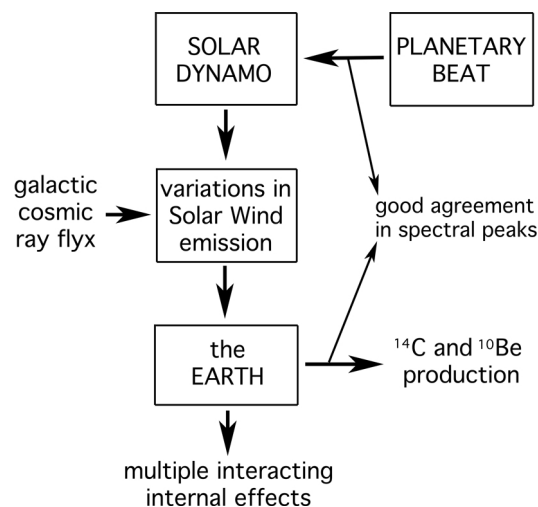 SOLAR
DYNAMO
PLANETARY
BEAT
galactic
cosmic
ray flyx
variations in
Solar Wind
emission
good agreement
in spectral peaks
the
EARTH
¹⁴C and ¹⁰Be
production
multiple interacting
internal effects